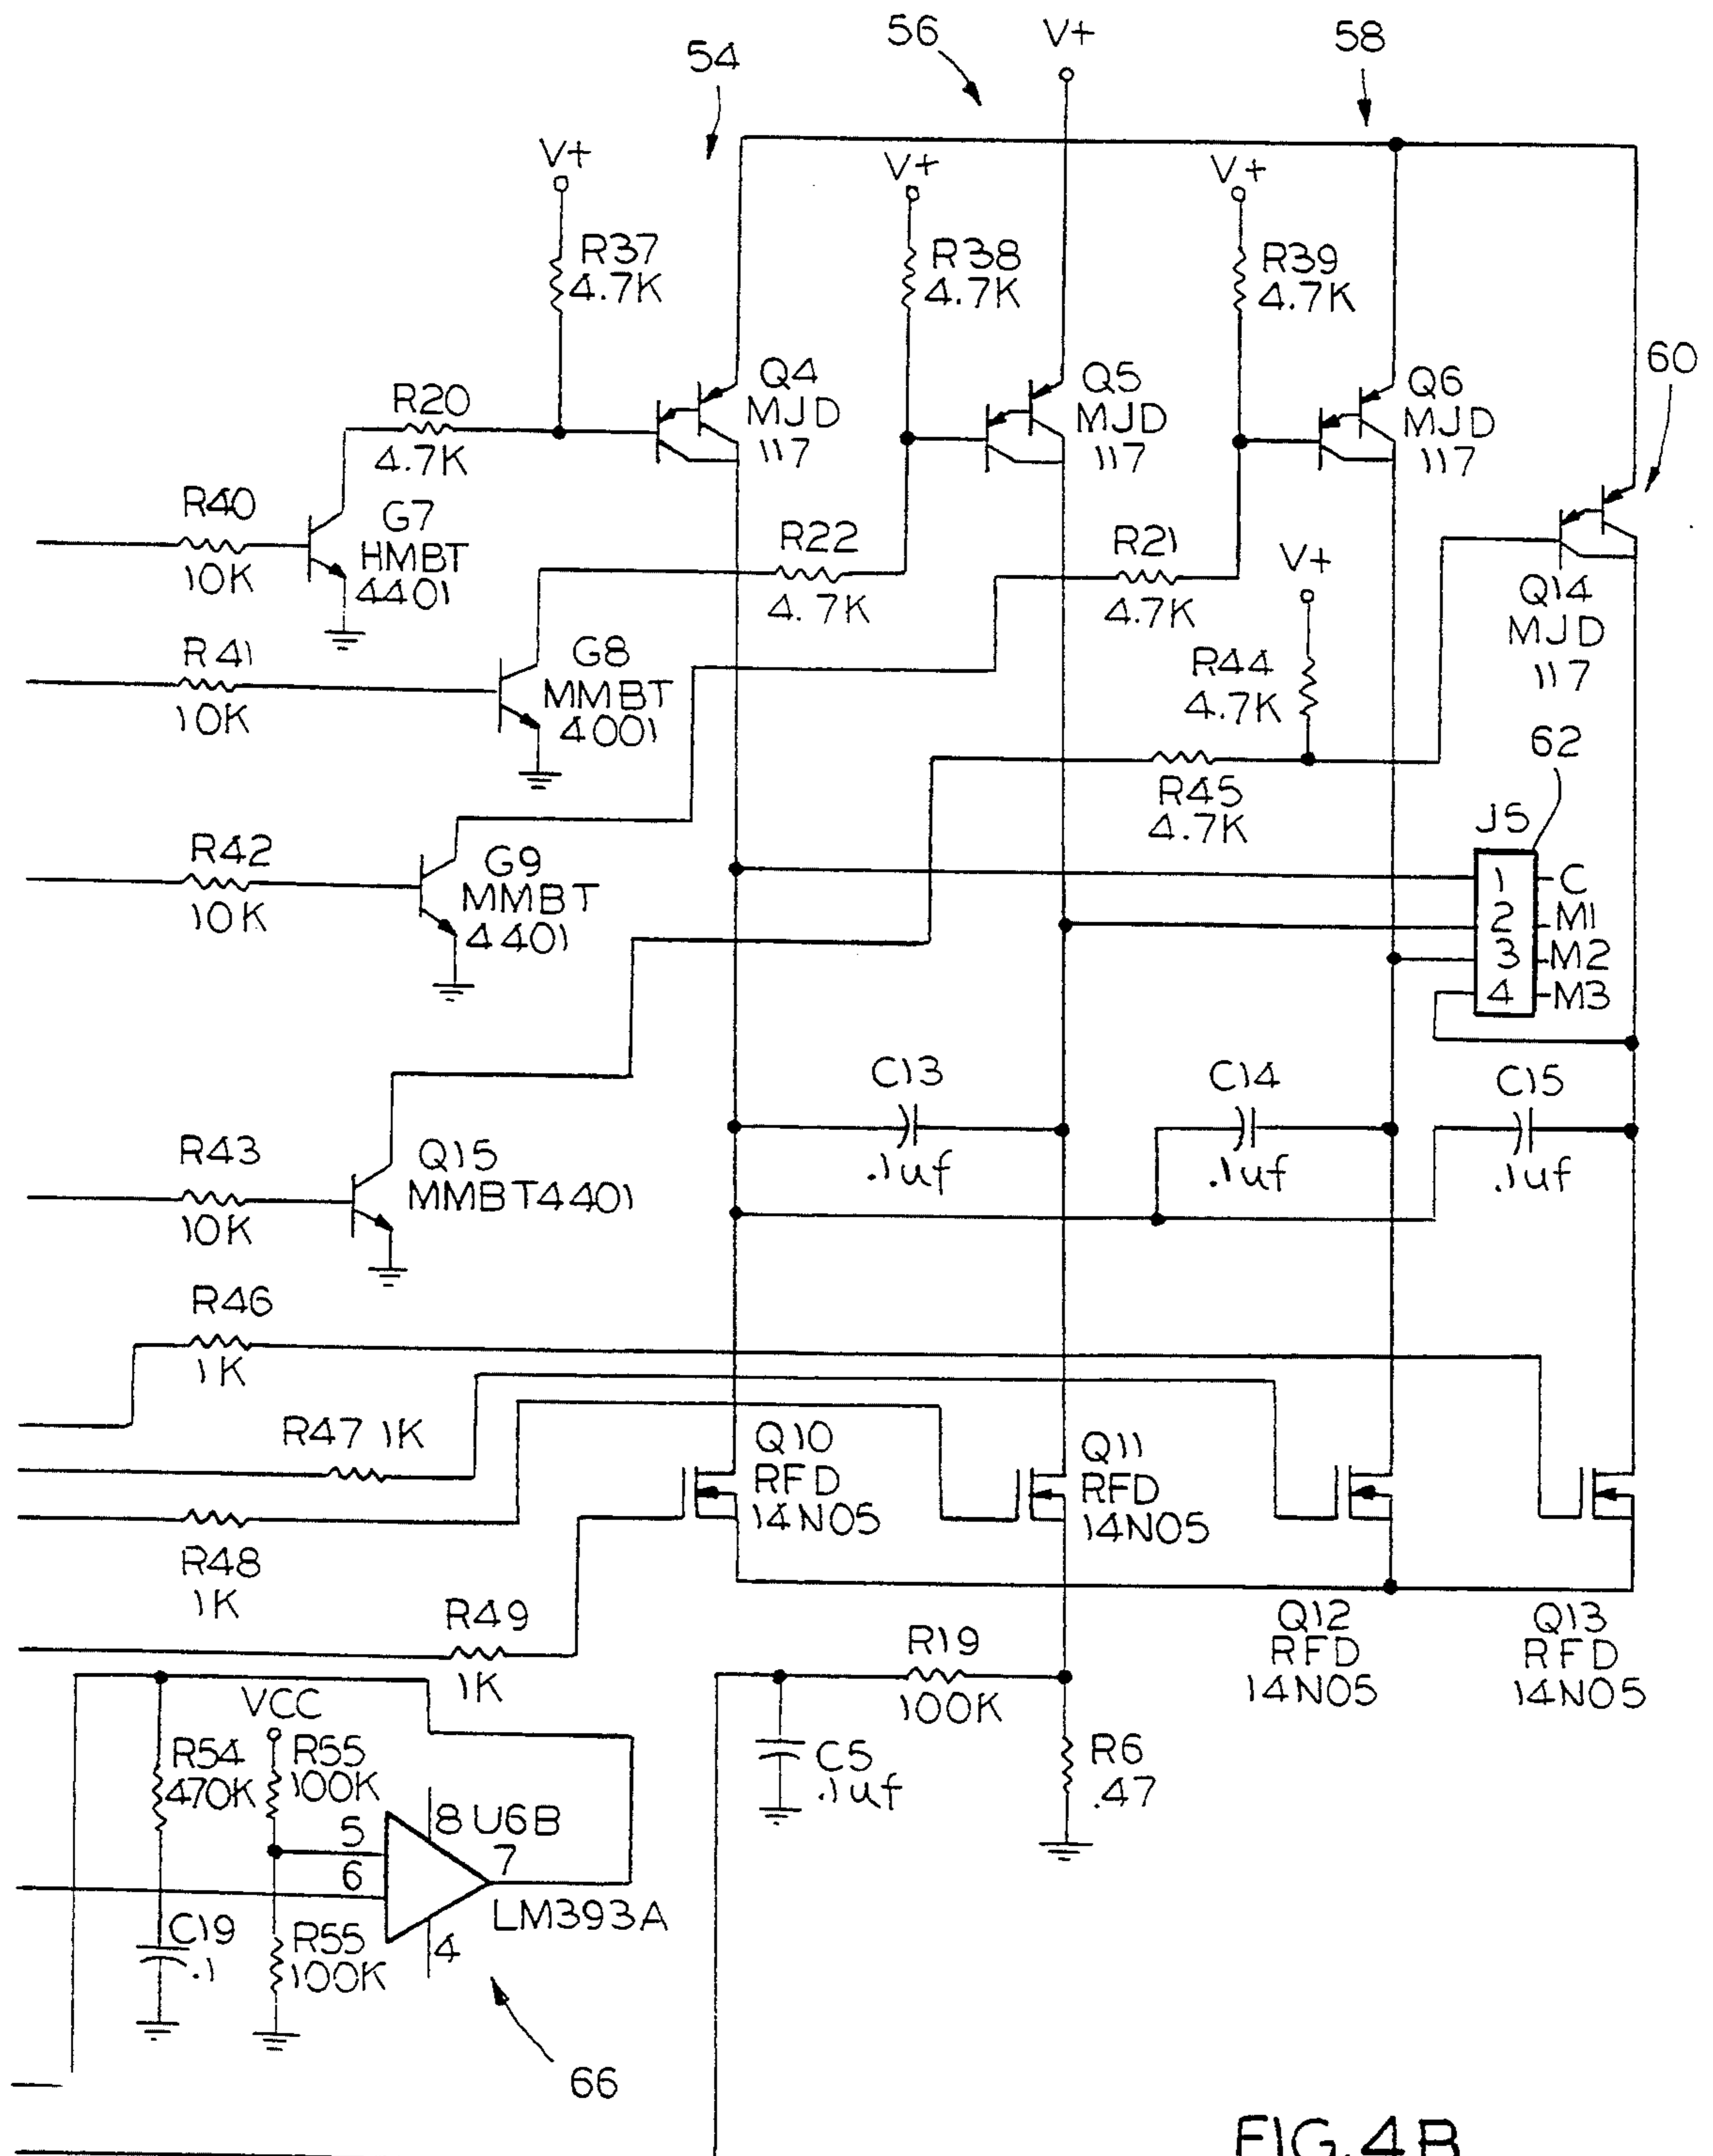 54
56
V+
58
V+
V+
V+
R37
4.7K
R38
4.7K
R39
4.7K
60
Q4
MJD
117
Q5
MJD
117
Q6
MJD
117
R20
4.7K
R40
10K
G7
HMBT
4401
R22
4.7K
R21
4.7K
V+
Q14
MJD
117
R41
10K
G8
MMBT
4001
R44
4.7K
62
R45
4.7K
J5
R42
10K
G9
MMBT
4401
1 C
2 M1
3 M2
4 M3
C13
.1uf
C14
.1uf
C15
.1uf
R43
10K
Q15
MMBT4401
R46
1K
R47 1K
Q10
RFD
14N05
Q11
RFD
14N05
R48
1K
R49
1K
R19
100K
Q12
RFD
14N05
Q13
RFD
14N05
VCC
R54
470K
R55
100K
C5
.1uf
R6
.47
5
6
8 U6B
7
LM393A
4
C19
.1
R55
100K
66
FIG.4B